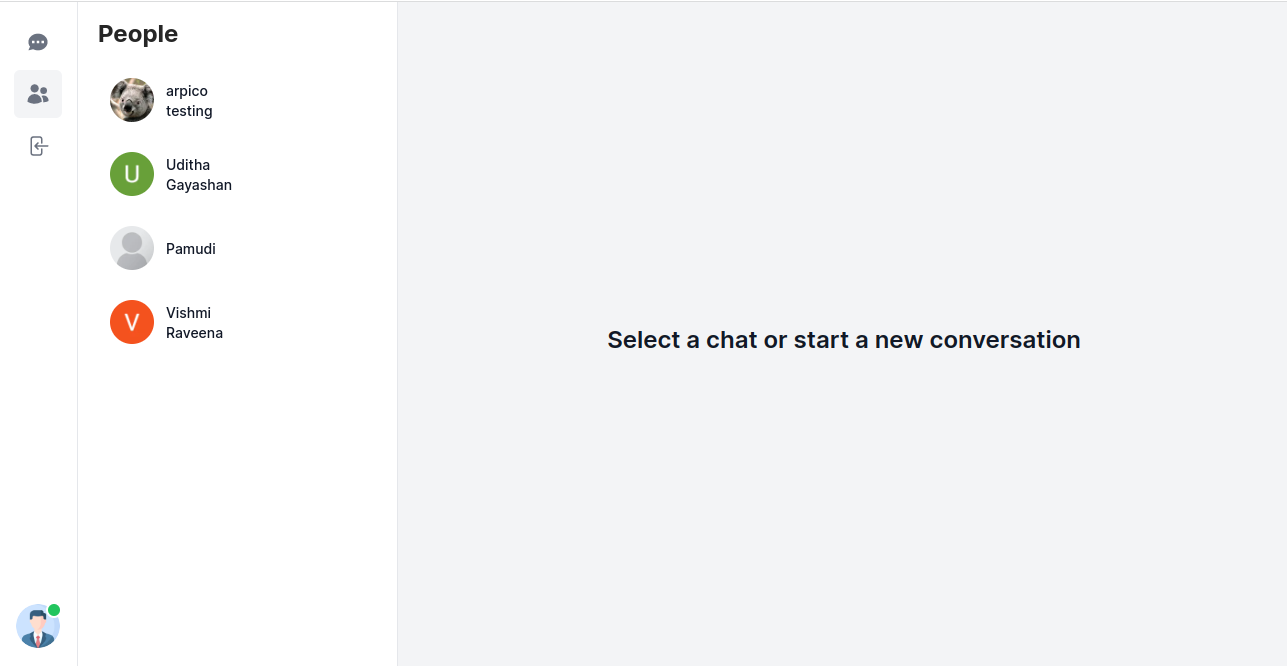 People
arpico
testing
U
Uditha
Gayashan
Pamudi
V
Vishmi
Raveena
Select a chat or start a new conversation